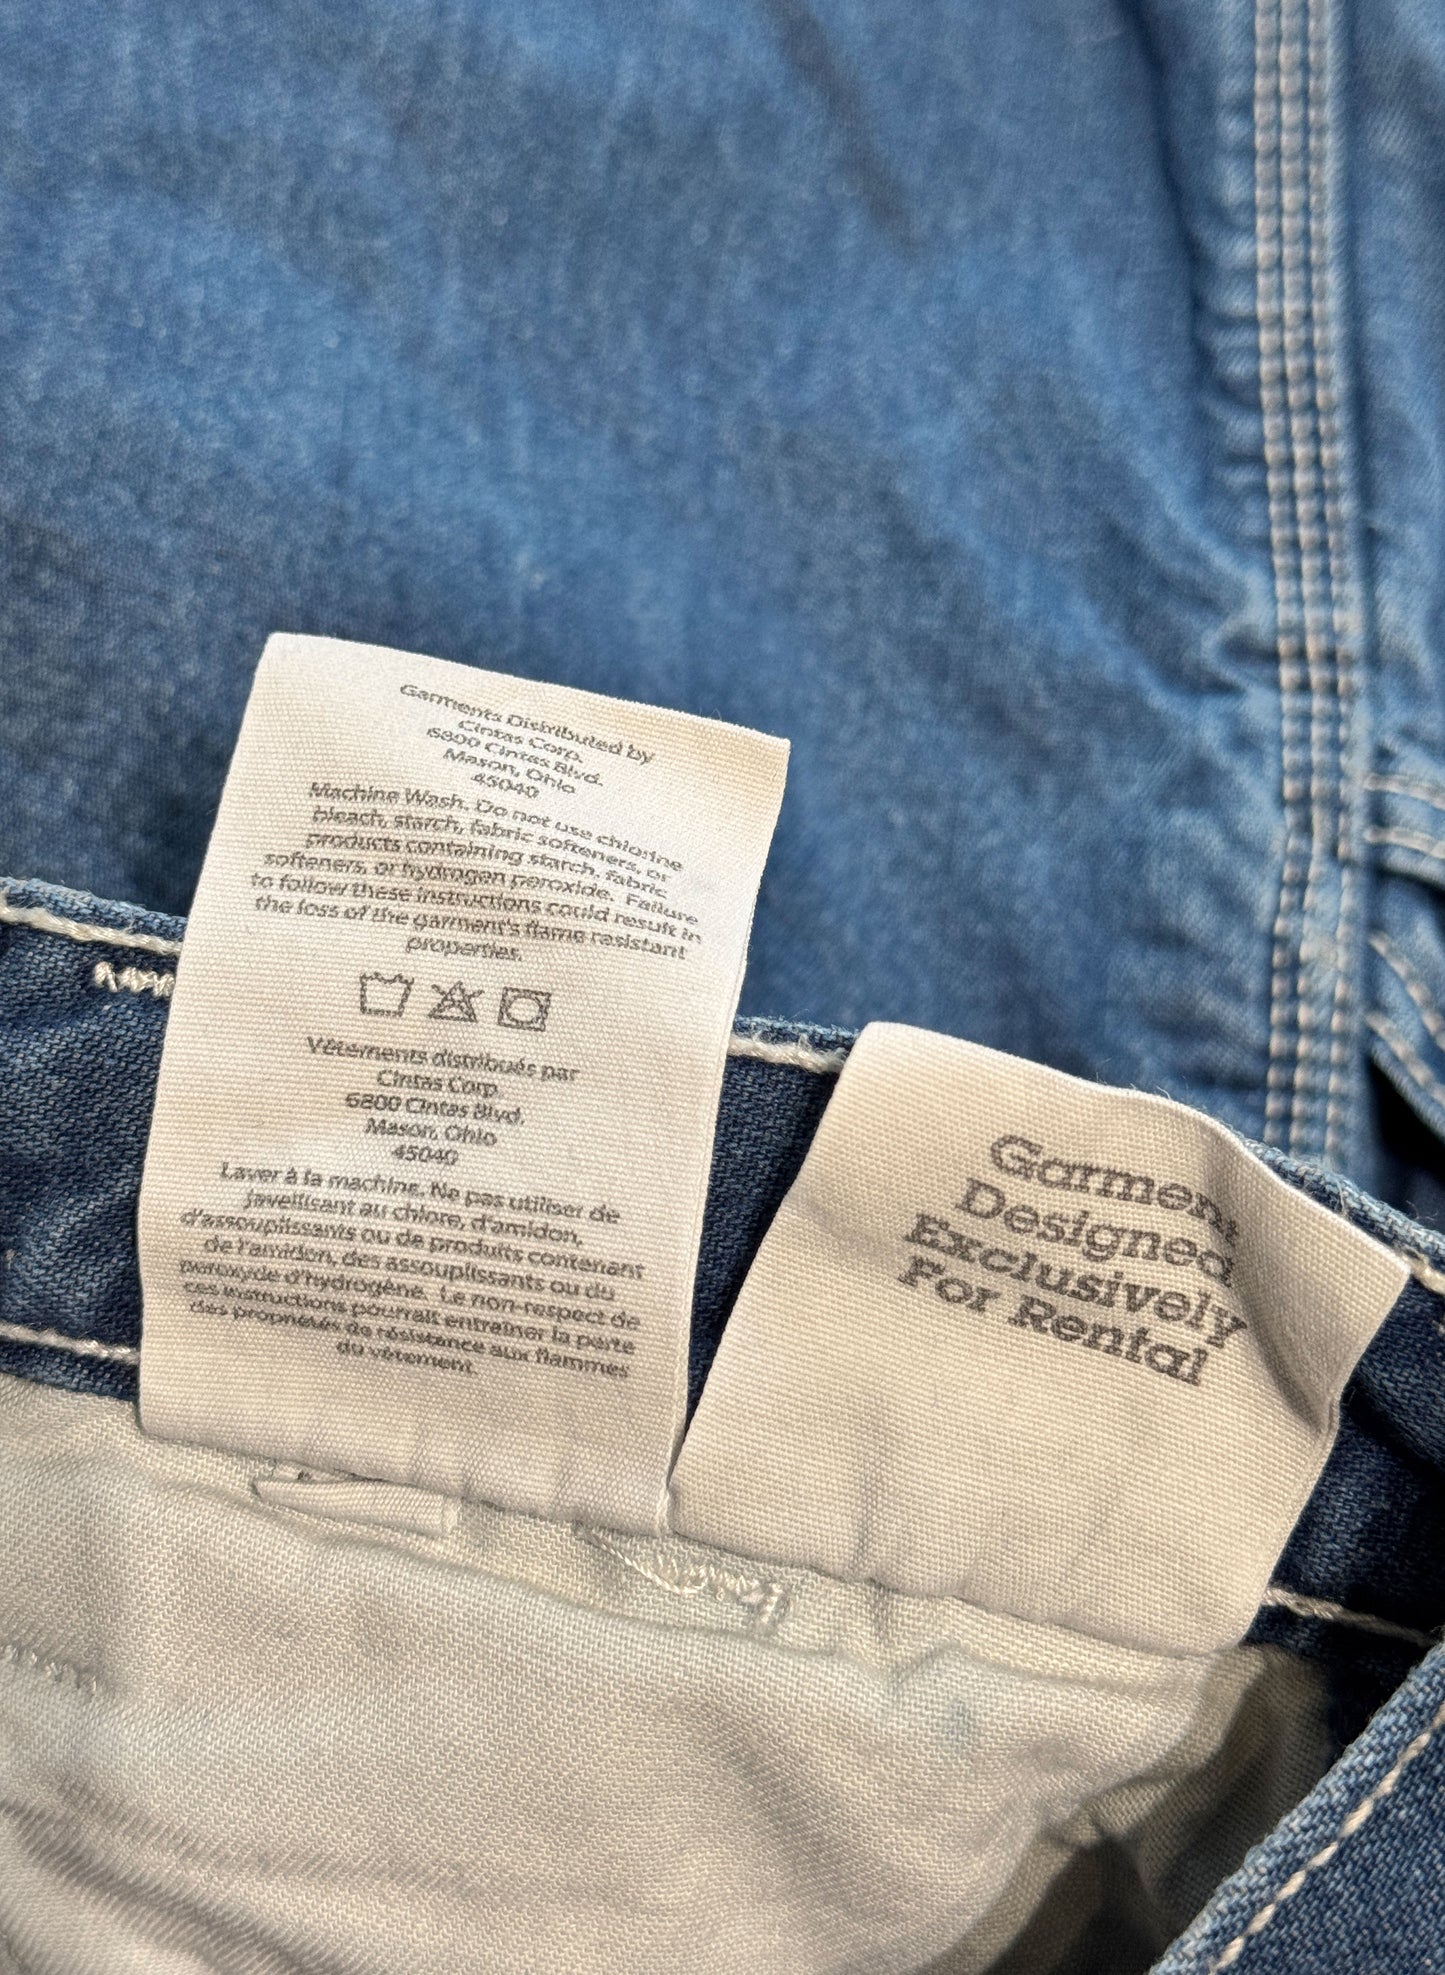 Garments Distributed by
Cintas Corp.
6800 Cintas Blvd.
Mason, Ohio
45040
Machine Wash. Do not use chlorine
bleach, starch, fabric softeners, or
products containing starch, fabric
softeners, or hydrogen peroxide. Failure
to follow these instructions could result in
the loss of the garment's flame resistant
properties.
Vêtements distribués par
Cintas Corp
6800 Cintas Blvd.
Mason, Ohio
45040
Laver à la machine. Ne pas utiliser de
javellisant au chlore, d'amidon,
d'assouplissants ou de produits contenant
de l'amidon, des assouplissants ou du
peroxyde d'hydrogène. Le non-respect de
ces instructions pourrait entraîner la perte
des propriétés de résistance aux flammes
du vêtement.
Garment
Designed
Exclusively
For Rental